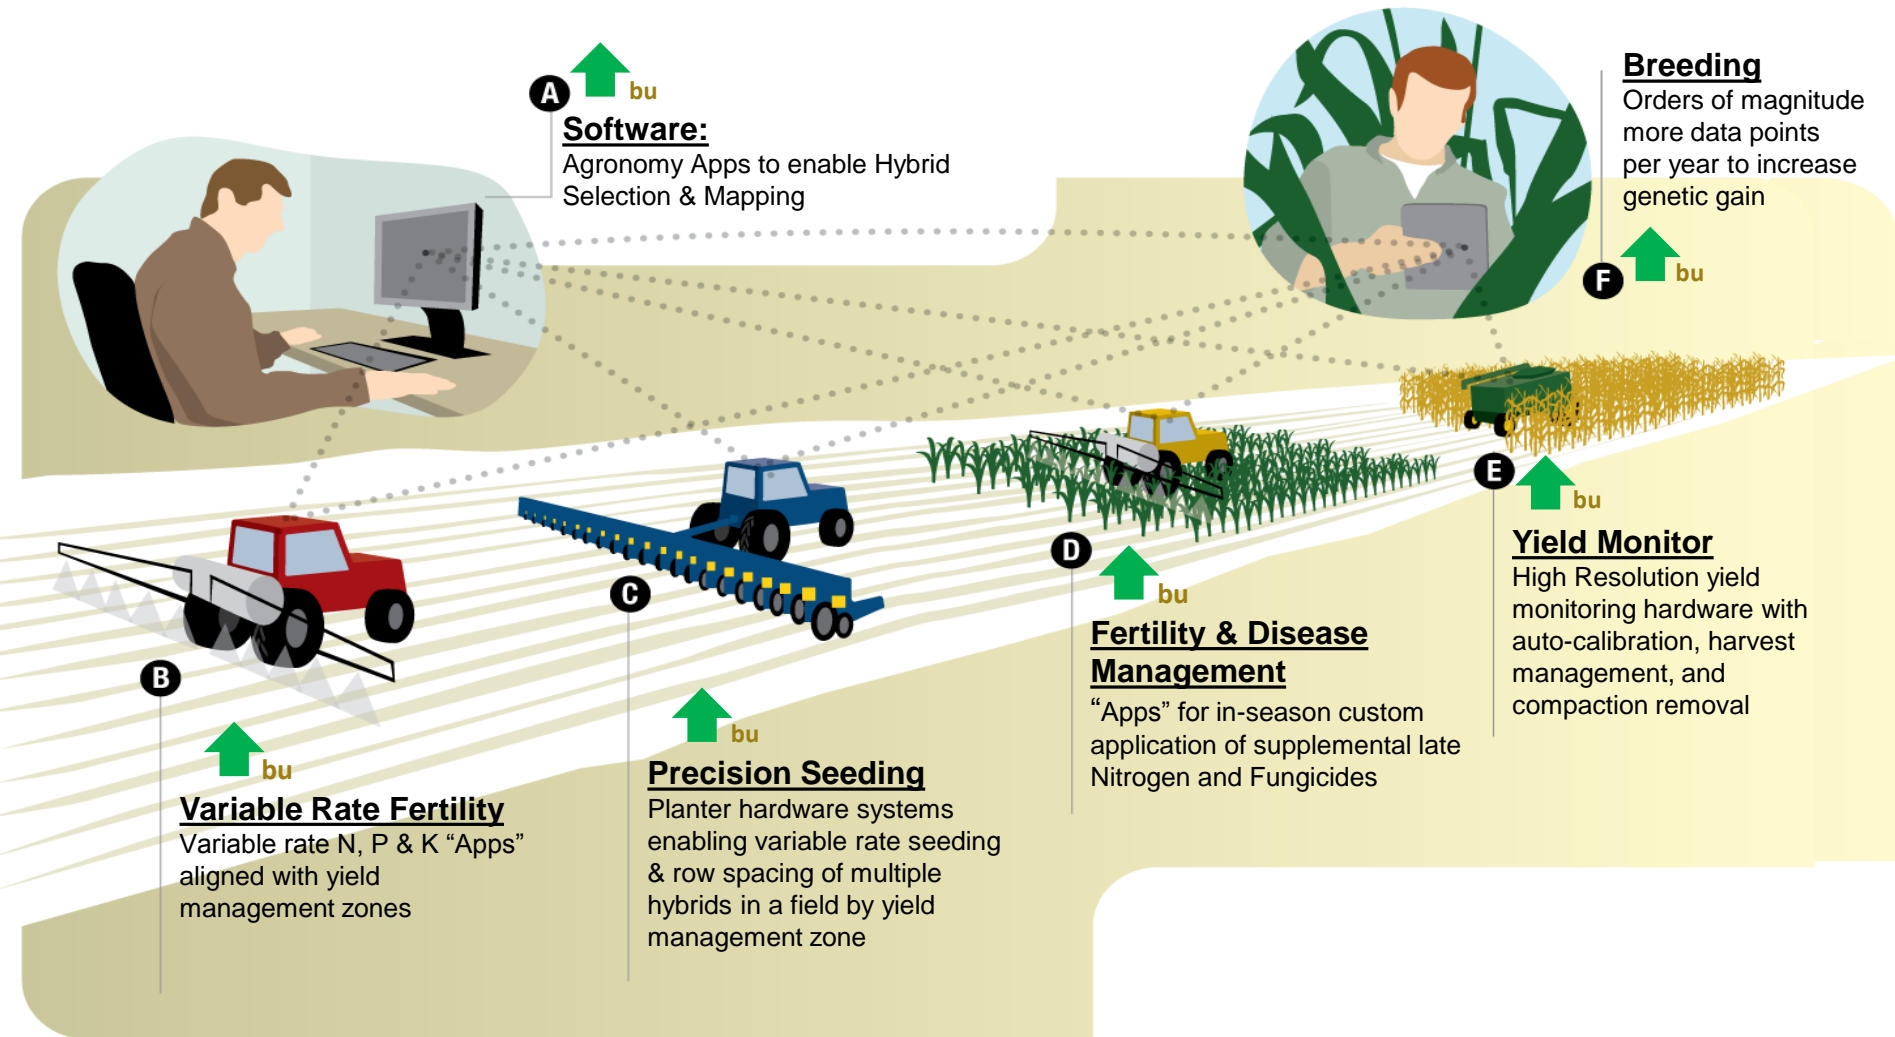 A
bu
Software:
Agronomy Apps to enable Hybrid
Selection & Mapping
B
bu
Variable Rate Fertility
Variable rate N, P & K “Apps”
aligned with yield
management zones
C
bu
Precision Seeding
Planter hardware systems
enabling variable rate seeding
& row spacing of multiple
hybrids in a field by yield
management zone
D
bu
Fertility & Disease
Management
“Apps” for in-season custom
application of supplemental late
Nitrogen and Fungicides
E
bu
Yield Monitor
High Resolution yield
monitoring hardware with
auto-calibration, harvest
management, and
compaction removal
Breeding
Orders of magnitude
more data points
per year to increase
genetic gain
F
bu